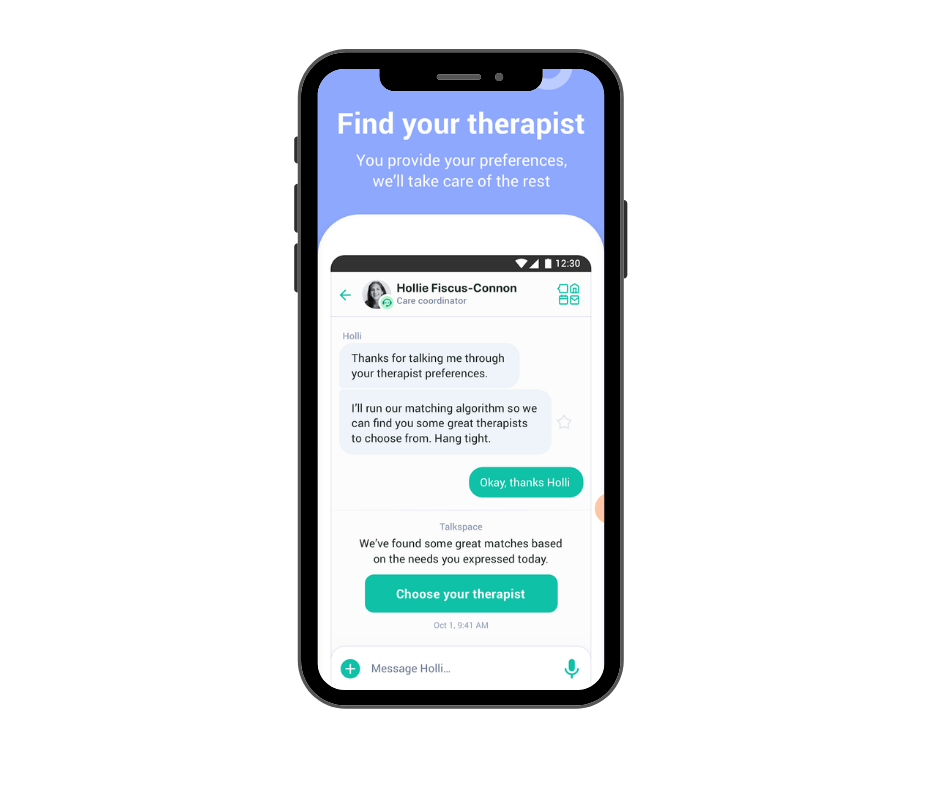 Find your therapist
You provide your preferences,
we'll take care of the rest
12:30
Hollie Fiscus-Connon
Care coordinator
Holli
Thanks for talking me through
your therapist preferences.
I'll run our matching algorithm so we
can find you some great therapists
to choose from. Hang tight.
Okay, thanks Holli
Talkspace
We've found some great matches based
on the needs you expressed today.
Choose your therapist
Oct 1, 9:41 AM
Message Holli...